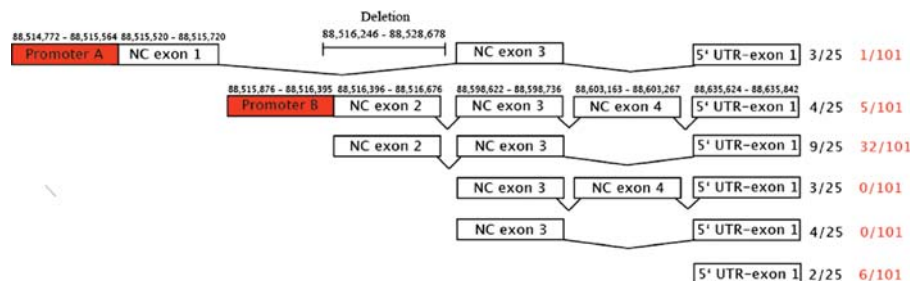 Deletion
88,514,772 – 88,515,564 88,515,520 – 88,515,720 88,516,246 – 88,528,678
Promoter A NC exon 1 NC exon 3 5' UTR-exon 1 3/25 1/101
88,515,876 – 88,516,395 88,516,396 – 88,516,676 88,598,622 – 88,598,736 88,603,163 – 88,603,267 88,635,624 – 88,635,842
Promoter B NC exon 2 NC exon 3 NC exon 4 5' UTR-exon 1 4/25 5/101
NC exon 2 NC exon 3 5' UTR-exon 1 9/25 32/101
NC exon 3 NC exon 4 5' UTR-exon 1 3/25 0/101
NC exon 3 5' UTR-exon 1 4/25 0/101
5' UTR-exon 1 2/25 6/101